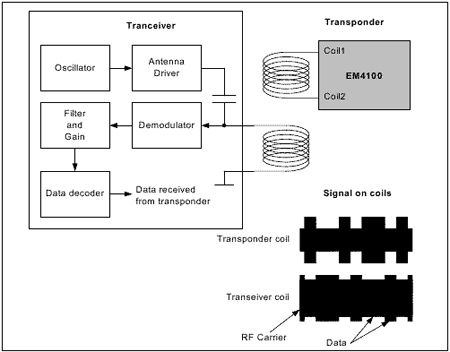 Tranceiver
Transponder
Oscillator
Antenna
Driver
Coil1
EM4100
Coil2
Filter
and
Gain
Demodulator
Data decoder
Data received
from transponder
Signal on coils
Transponder coil
Transeiver coil
RF Carrier
Data